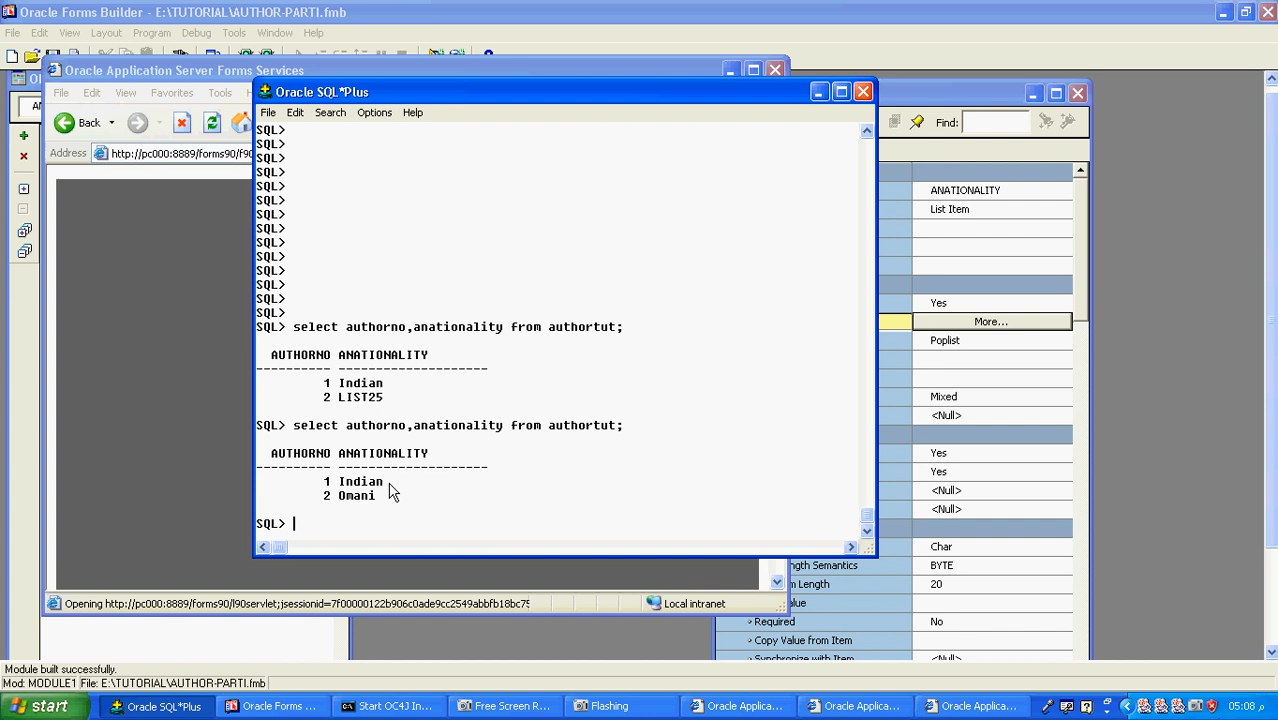 Oracle Forms Builder - E:\TUTORIAL\AUTHOR-PARTI.fmb
File Edit View Layout Program Debug Tools Window Help
Oracle Application Server Forms Services
File Edit View Favorites Tools
Back
Address http://pc000:8889/forms90/f90
Oracle SQL*Plus
File Edit Search Options Help
SQL>
SQL>
SQL>
SQL>
SQL>
SQL>
SQL>
SQL>
SQL>
SQL>
SQL>
SQL>
SQL>
SQL>
SQL> select authorno,anationality from authortut;
AUTHORNO ANATIONALITY
---------- --------------------
1 Indian
2 LIST25
SQL> select authorno,anationality from authortut;
AUTHORNO ANATIONALITY
---------- --------------------
1 Indian
2 Omani
SQL>
Find:
ANATIONALITY
List Item
Yes
More...
Poplist
Mixed
<Null>
Yes
Yes
<Null>
<Null>
Char
ngth Semantics BYTE
m Length 20
alue
Required No
Copy Value from Item
Synchronize with Item <Null>
Opening http://pc000:8889/forms90/l90servlet;jsessionid=7f00000122b906c0ade9cc2549abbfb18bc75
Local intranet
Module built successfully.
Mod: MODULE1 File: E:\TUTORIAL\AUTHOR-PARTI.fmb
start Oracle SQL*Plus Oracle Forms ... Start OC4J In... Free Screen R... Flashing Oracle Applica... Oracle Applica... Oracle Applica... 05:08 م